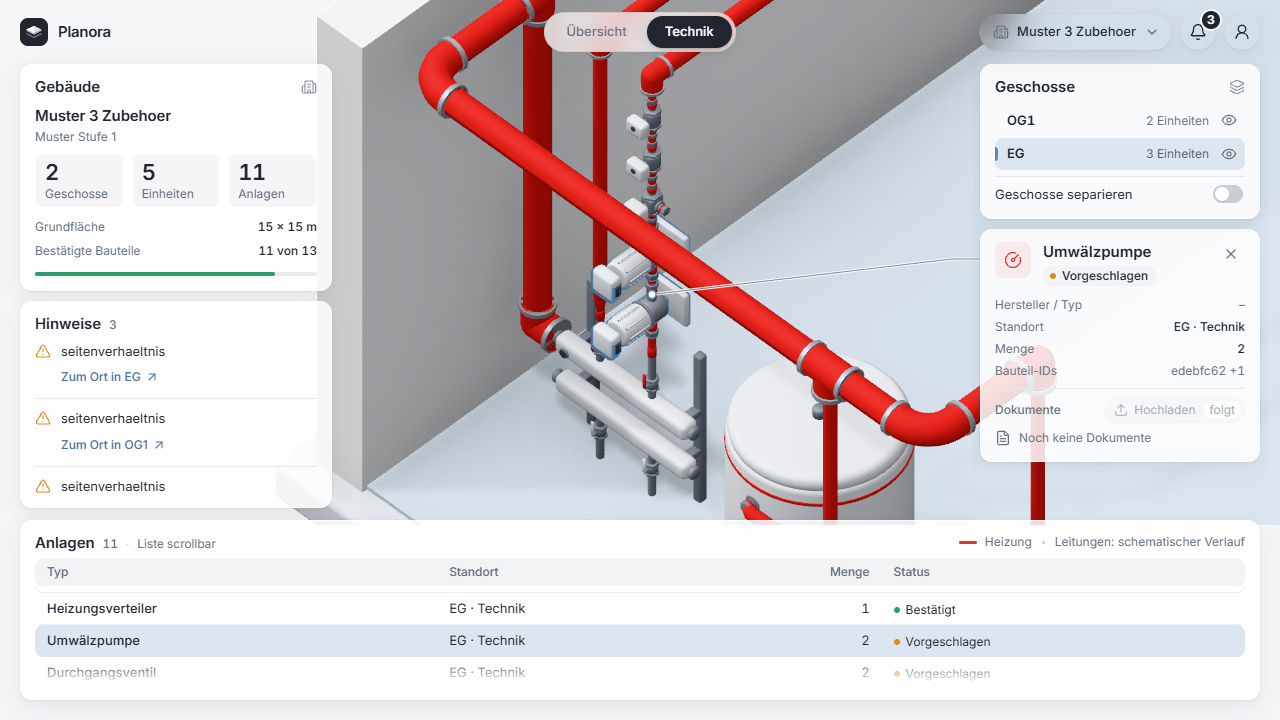 Planora
Übersicht
Technik
Muster 3 Zubehoer
3
Gebäude
Muster 3 Zubehoer
Muster Stufe 1
2 Geschosse
5 Einheiten
11 Anlagen
Grundfläche 15 × 15 m
Bestätigte Bauteile 11 von 13
Hinweise 3
seitenverhaeltnis
Zum Ort in EG
seitenverhaeltnis
Zum Ort in OG1
seitenverhaeltnis
Geschosse
OG1 2 Einheiten
EG 3 Einheiten
Geschosse separieren
Umwälzpumpe
Vorgeschlagen
Hersteller / Typ –
Standort EG · Technik
Menge 2
Bauteil-IDs edebfc62 +1
Dokumente Hochladen folgt
Noch keine Dokumente
Anlagen 11 · Liste scrollbar
Heizung · Leitungen: schematischer Verlauf
Typ Standort Menge Status
Heizungsverteiler EG · Technik 1 Bestätigt
Umwälzpumpe EG · Technik 2 Vorgeschlagen
Durchgangsventil EG · Technik 2 Vorgeschlagen